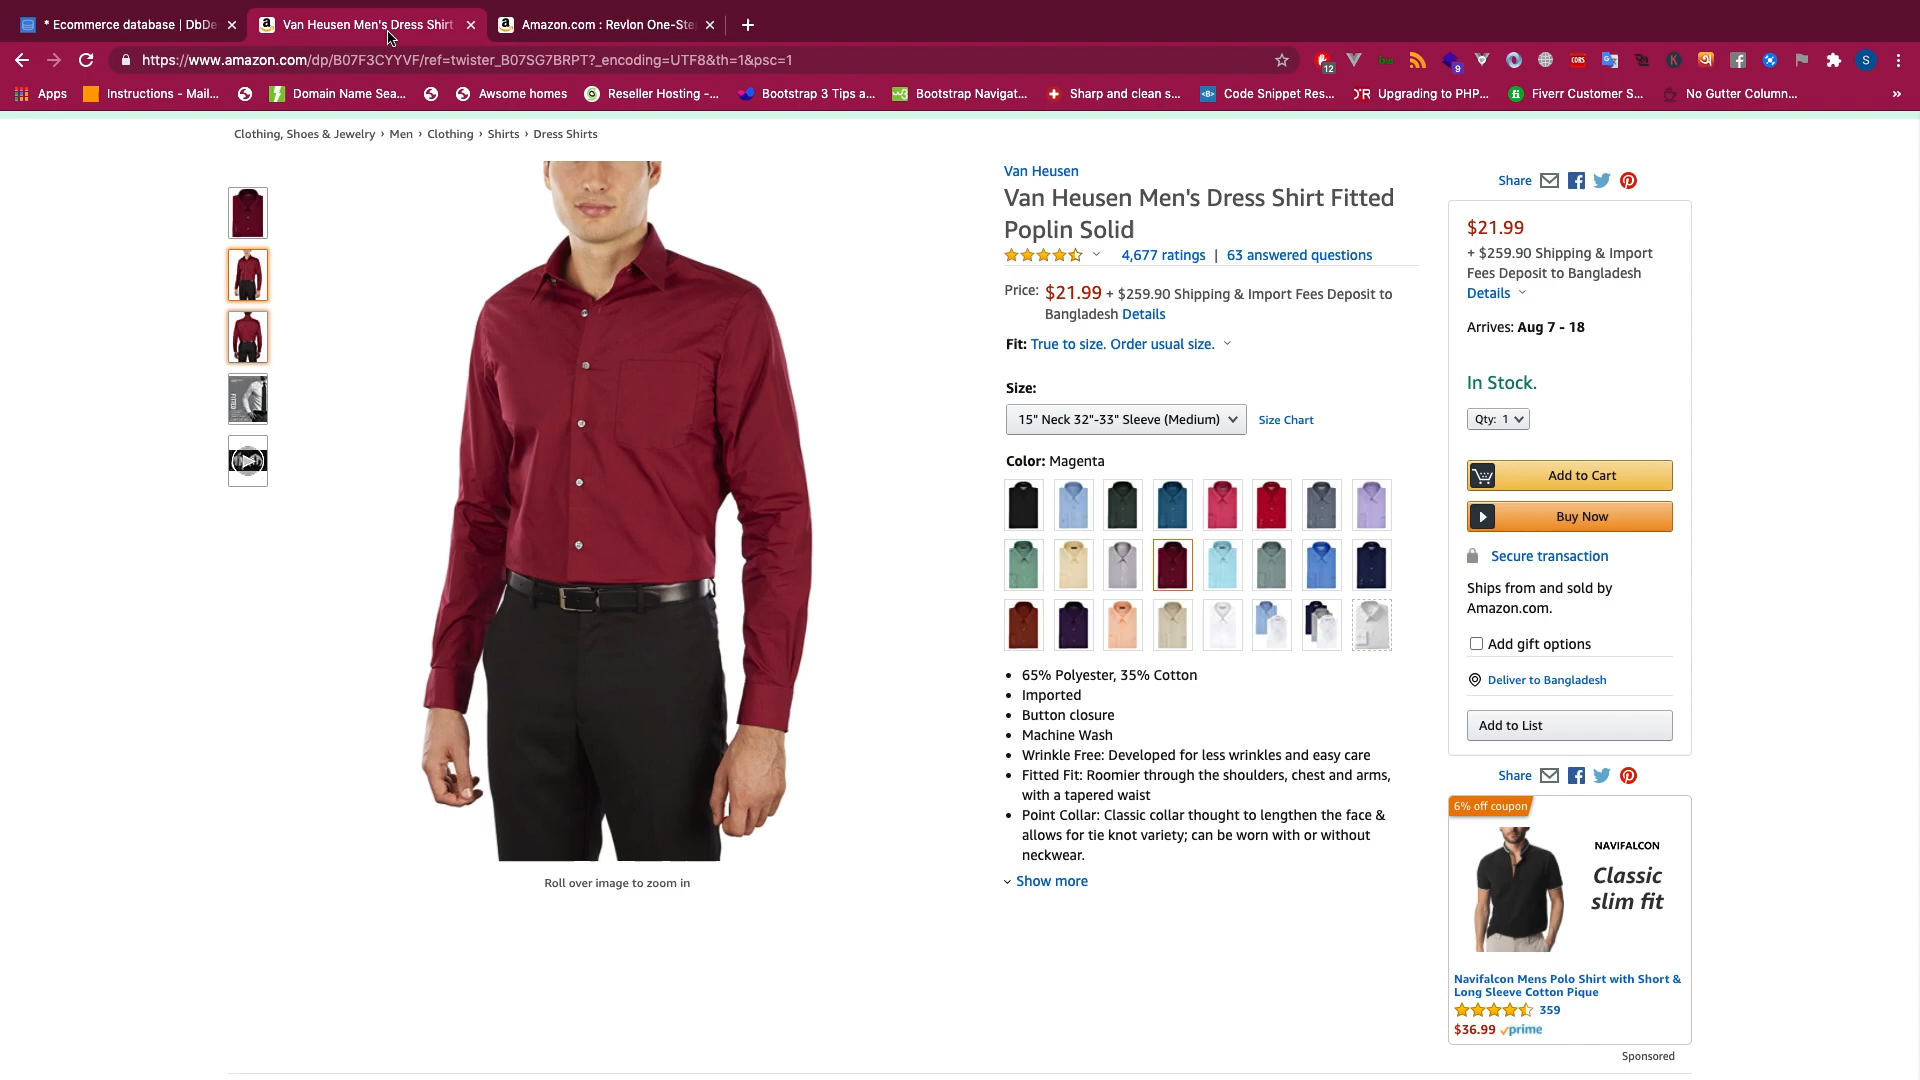 * Ecommerce database | DbDe
Van Heusen Men's Dress Shirt
Amazon.com : Revlon One-Ste
https://www.amazon.com/dp/B07F3CYYVF/ref=twister_B07SG7BRPT?_encoding=UTF8&th=1&psc=1
12
9
CORS
K
S
Apps
Instructions - Mail...
Domain Name Sea...
Awsome homes
Reseller Hosting -...
Bootstrap 3 Tips a...
Bootstrap Navigat...
Sharp and clean s...
Code Snippet Res...
Upgrading to PHP...
Fiverr Customer S...
No Gutter Column...
»
Clothing, Shoes & Jewelry › Men › Clothing › Shirts › Dress Shirts
Van Heusen
Van Heusen Men's Dress Shirt Fitted
Poplin Solid
4,677 ratings | 63 answered questions
Price: $21.99 + $259.90 Shipping & Import Fees Deposit to
Bangladesh Details
Fit: True to size. Order usual size.
Size:
15" Neck 32"-33" Sleeve (Medium)
Size Chart
Color: Magenta
• 65% Polyester, 35% Cotton
• Imported
• Button closure
• Machine Wash
• Wrinkle Free: Developed for less wrinkles and easy care
• Fitted Fit: Roomier through the shoulders, chest and arms,
with a tapered waist
• Point Collar: Classic collar thought to lengthen the face &
allows for tie knot variety; can be worn with or without
neckwear.
Show more
FITTED
Roll over image to zoom in
Share
$21.99
+ $259.90 Shipping & Import
Fees Deposit to Bangladesh
Details
Arrives: Aug 7 - 18
In Stock.
Qty: 1
Add to Cart
Buy Now
Secure transaction
Ships from and sold by
Amazon.com.
Add gift options
Deliver to Bangladesh
Add to List
Share
6% off coupon
NAVIFALCON
Classic
slim fit
Navifalcon Mens Polo Shirt with Short &
Long Sleeve Cotton Pique
359
$36.99 prime
Sponsored